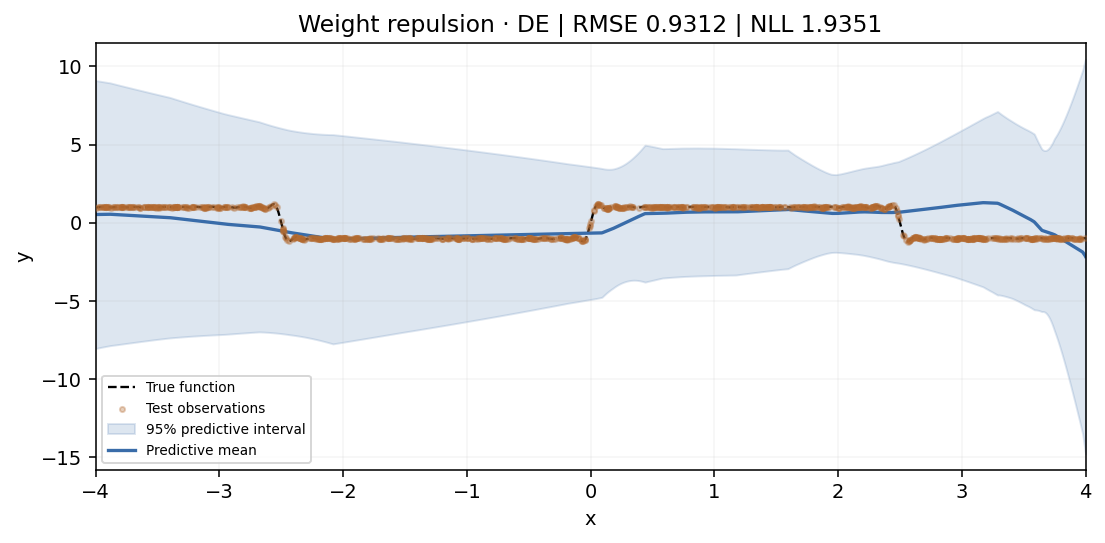 Weight repulsion · DE | RMSE 0.9312 | NLL 1.9351
10
5
0
−5
−10
−15
y
True function
Test observations
95% predictive interval
Predictive mean
−4 −3 −2 −1 0 1 2 3 4
x